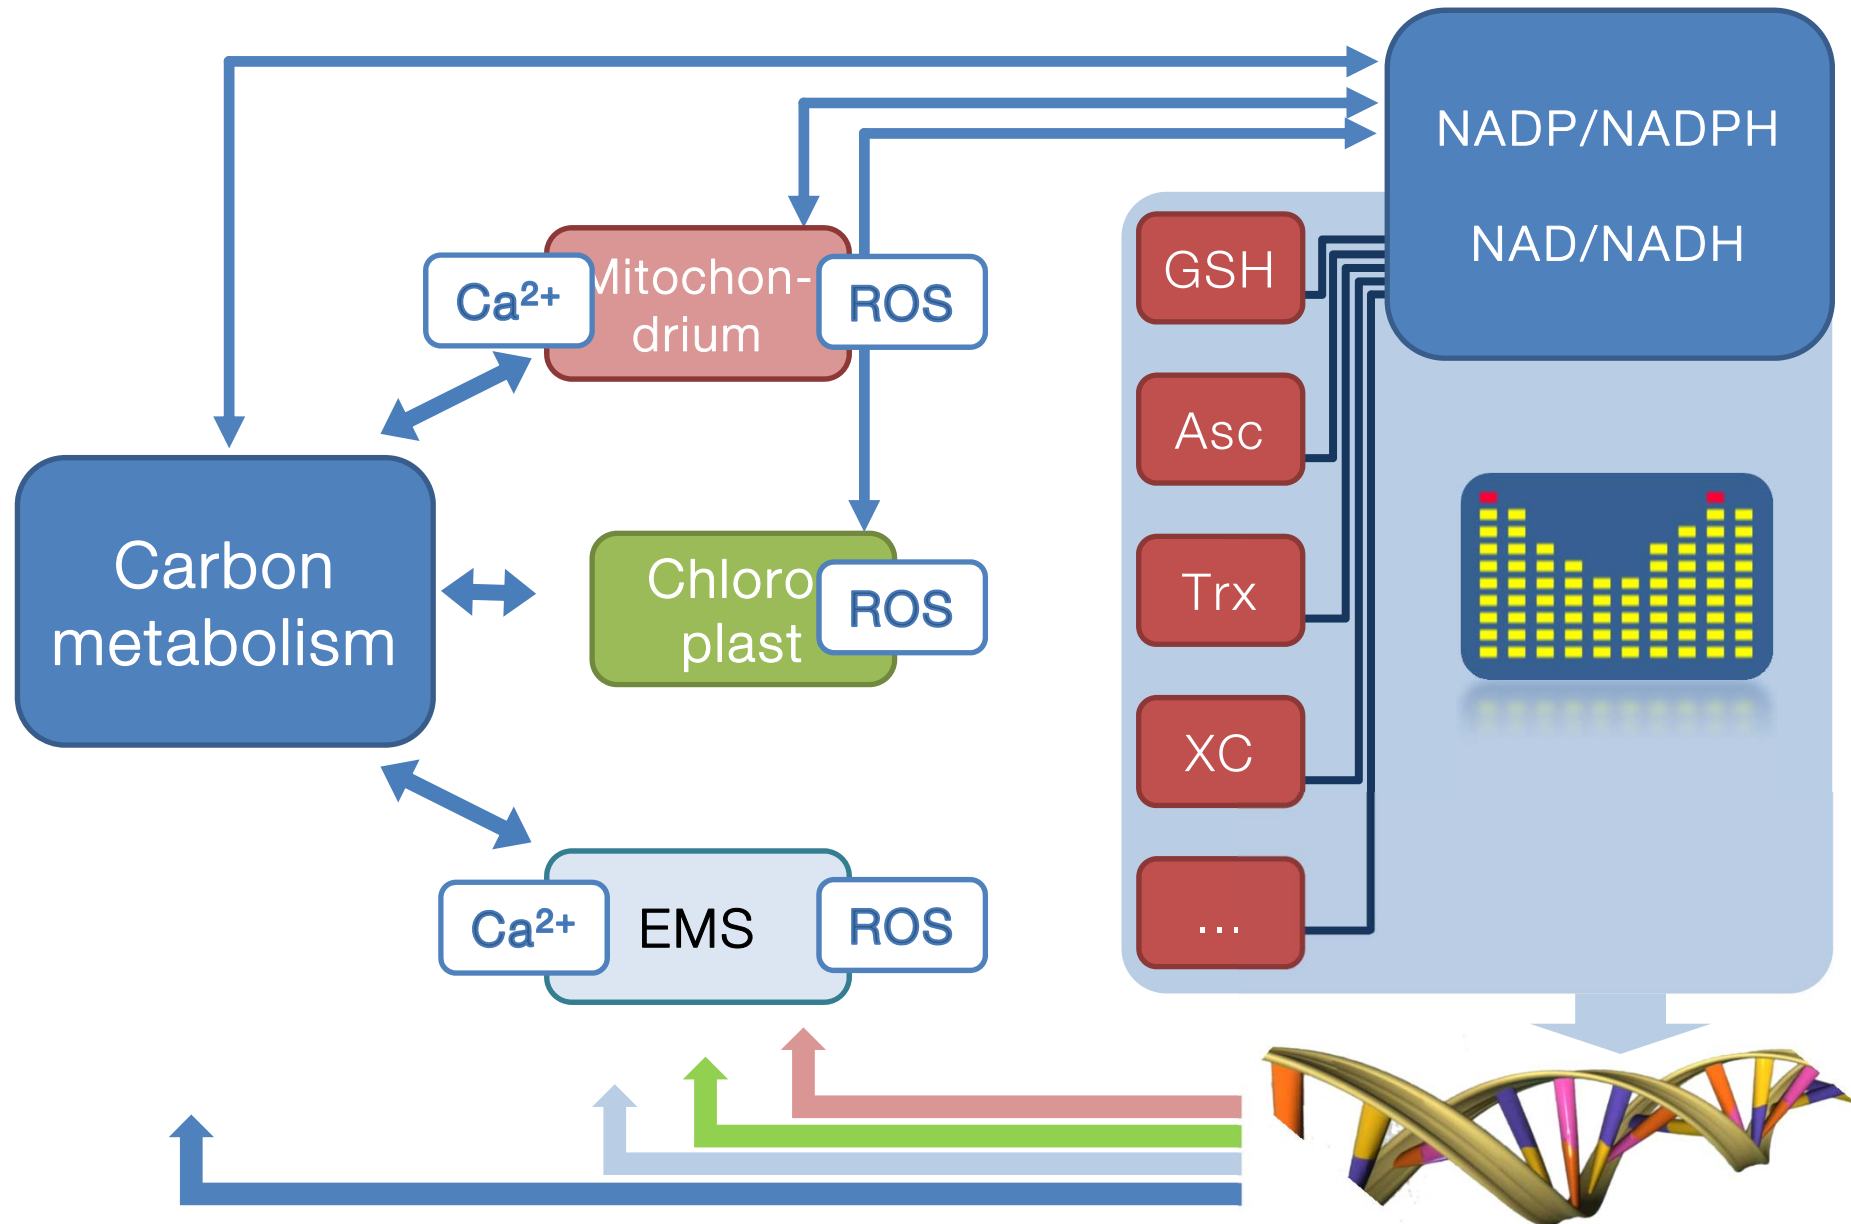 NADP/NADPH
NAD/NADH
Ca²⁺
Mitochon-
drium
ROS
GSH
Asc
Carbon
metabolism
Chloro
plast
ROS
Trx
XC
Ca²⁺
EMS
ROS
...